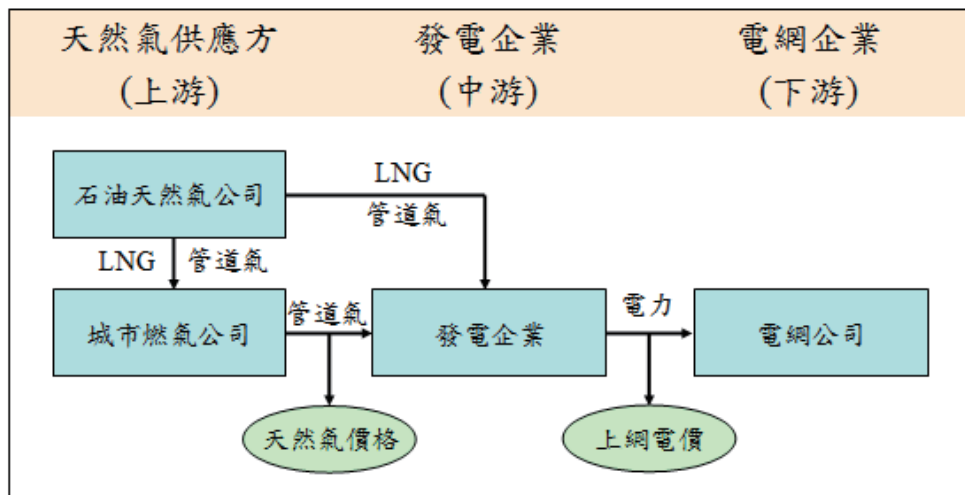 天然氣供應方
(上游)
發電企業
(中游)
電網企業
(下游)
石油天然氣公司
LNG
管道氣
LNG 管道氣
城市燃氣公司
管道氣
發電企業
電力
電網公司
天然氣價格
上網電價